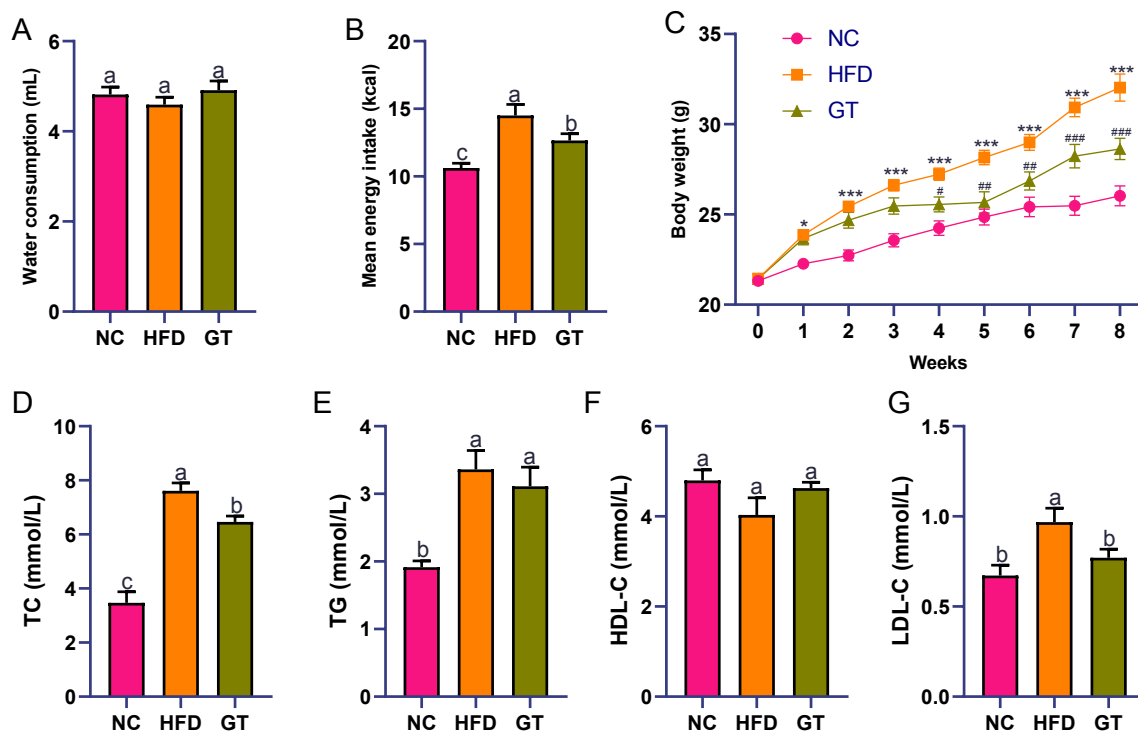 A
Water consumption (mL)
6
4
2
0
a
a
a
NC HFD GT
B
Mean energy intake (kcal)
20
15
10
5
0
c
a
b
NC HFD GT
C
Body weight (g)
35
30
25
20
NC
HFD
GT
*
***
***
***
***
***
***
***
#
##
##
###
###
0 1 2 3 4 5 6 7 8
Weeks
D
TC (mmol/L)
10
8
6
4
2
0
c
a
b
NC HFD GT
E
TG (mmol/L)
4
3
2
1
0
b
a
a
NC HFD GT
F
HDL-C (mmol/L)
6
4
2
0
a
a
a
NC HFD GT
G
LDL-C (mmol/L)
1.5
1.0
0.5
0.0
b
a
b
NC HFD GT